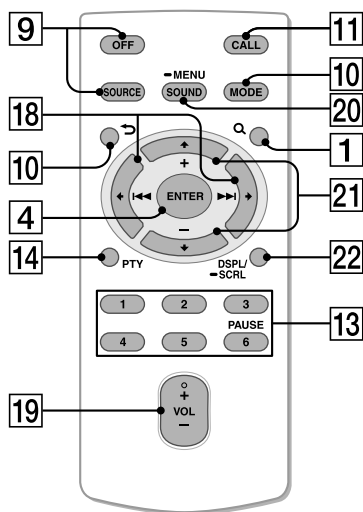 9
11
OFF
CALL
-MENU
SOURCE
SOUND
MODE
10
18
20
10
1
+
ENTER
4
21
−
14
PTY
DSPL/
-SCRL
22
1
2
3
PAUSE
4
5
6
13
+
VOL
−
19